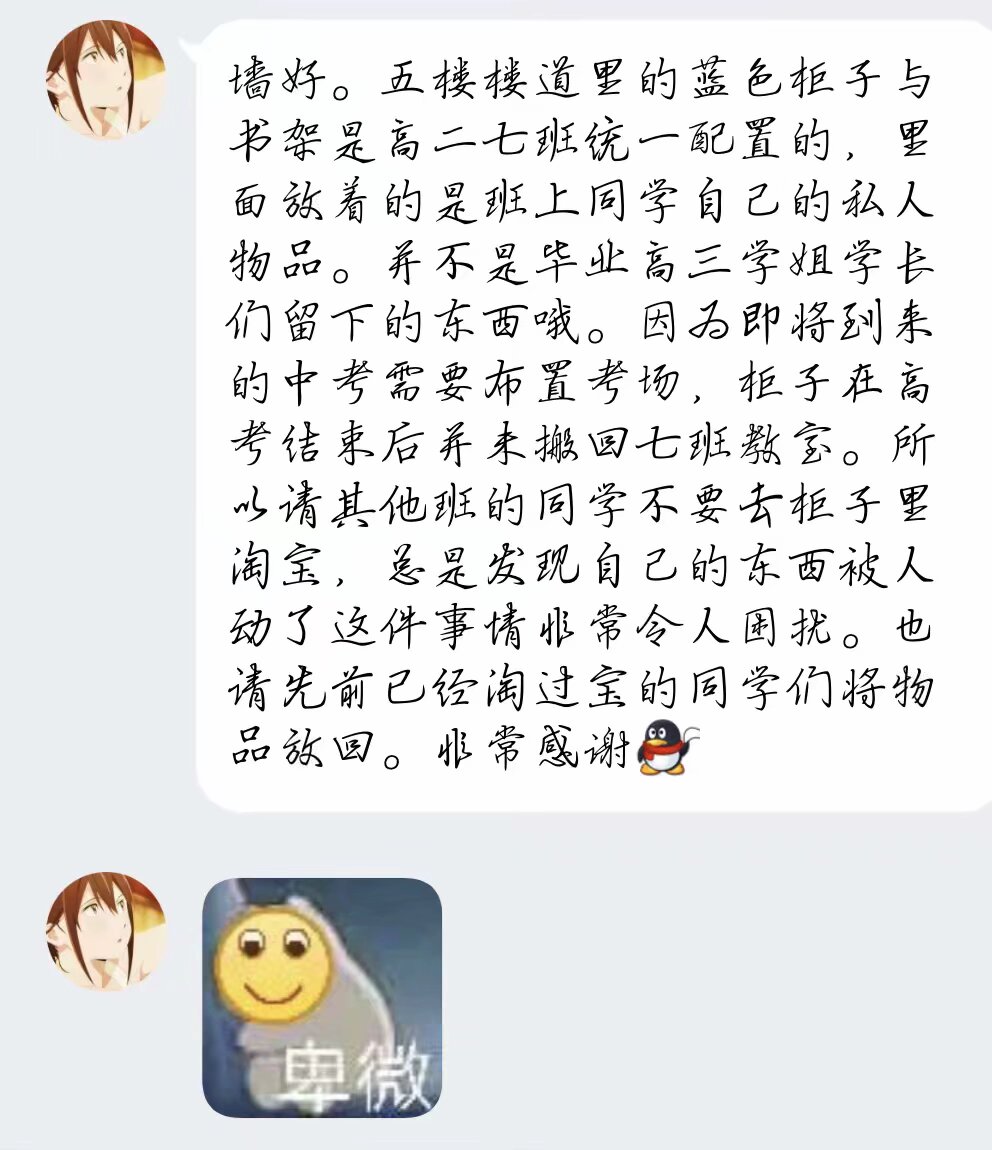 墙好。五楼楼道里的蓝色柜子与
书架是高二七班统一配置的，里
面放着的是班上同学自己的私人
物品。并不是毕业高三学姐学长
们留下的东西哦。因为即将到来
的中考需要布置考场，柜子在高
考结束后并未搬回七班教室。所
以请其他班的同学不要去柜子里
淘宝，总是发现自己的东西被人
动了这件事情非常令人困扰。也
请先前已经淘过宝的同学们将物
品放回。非常感谢
卑微